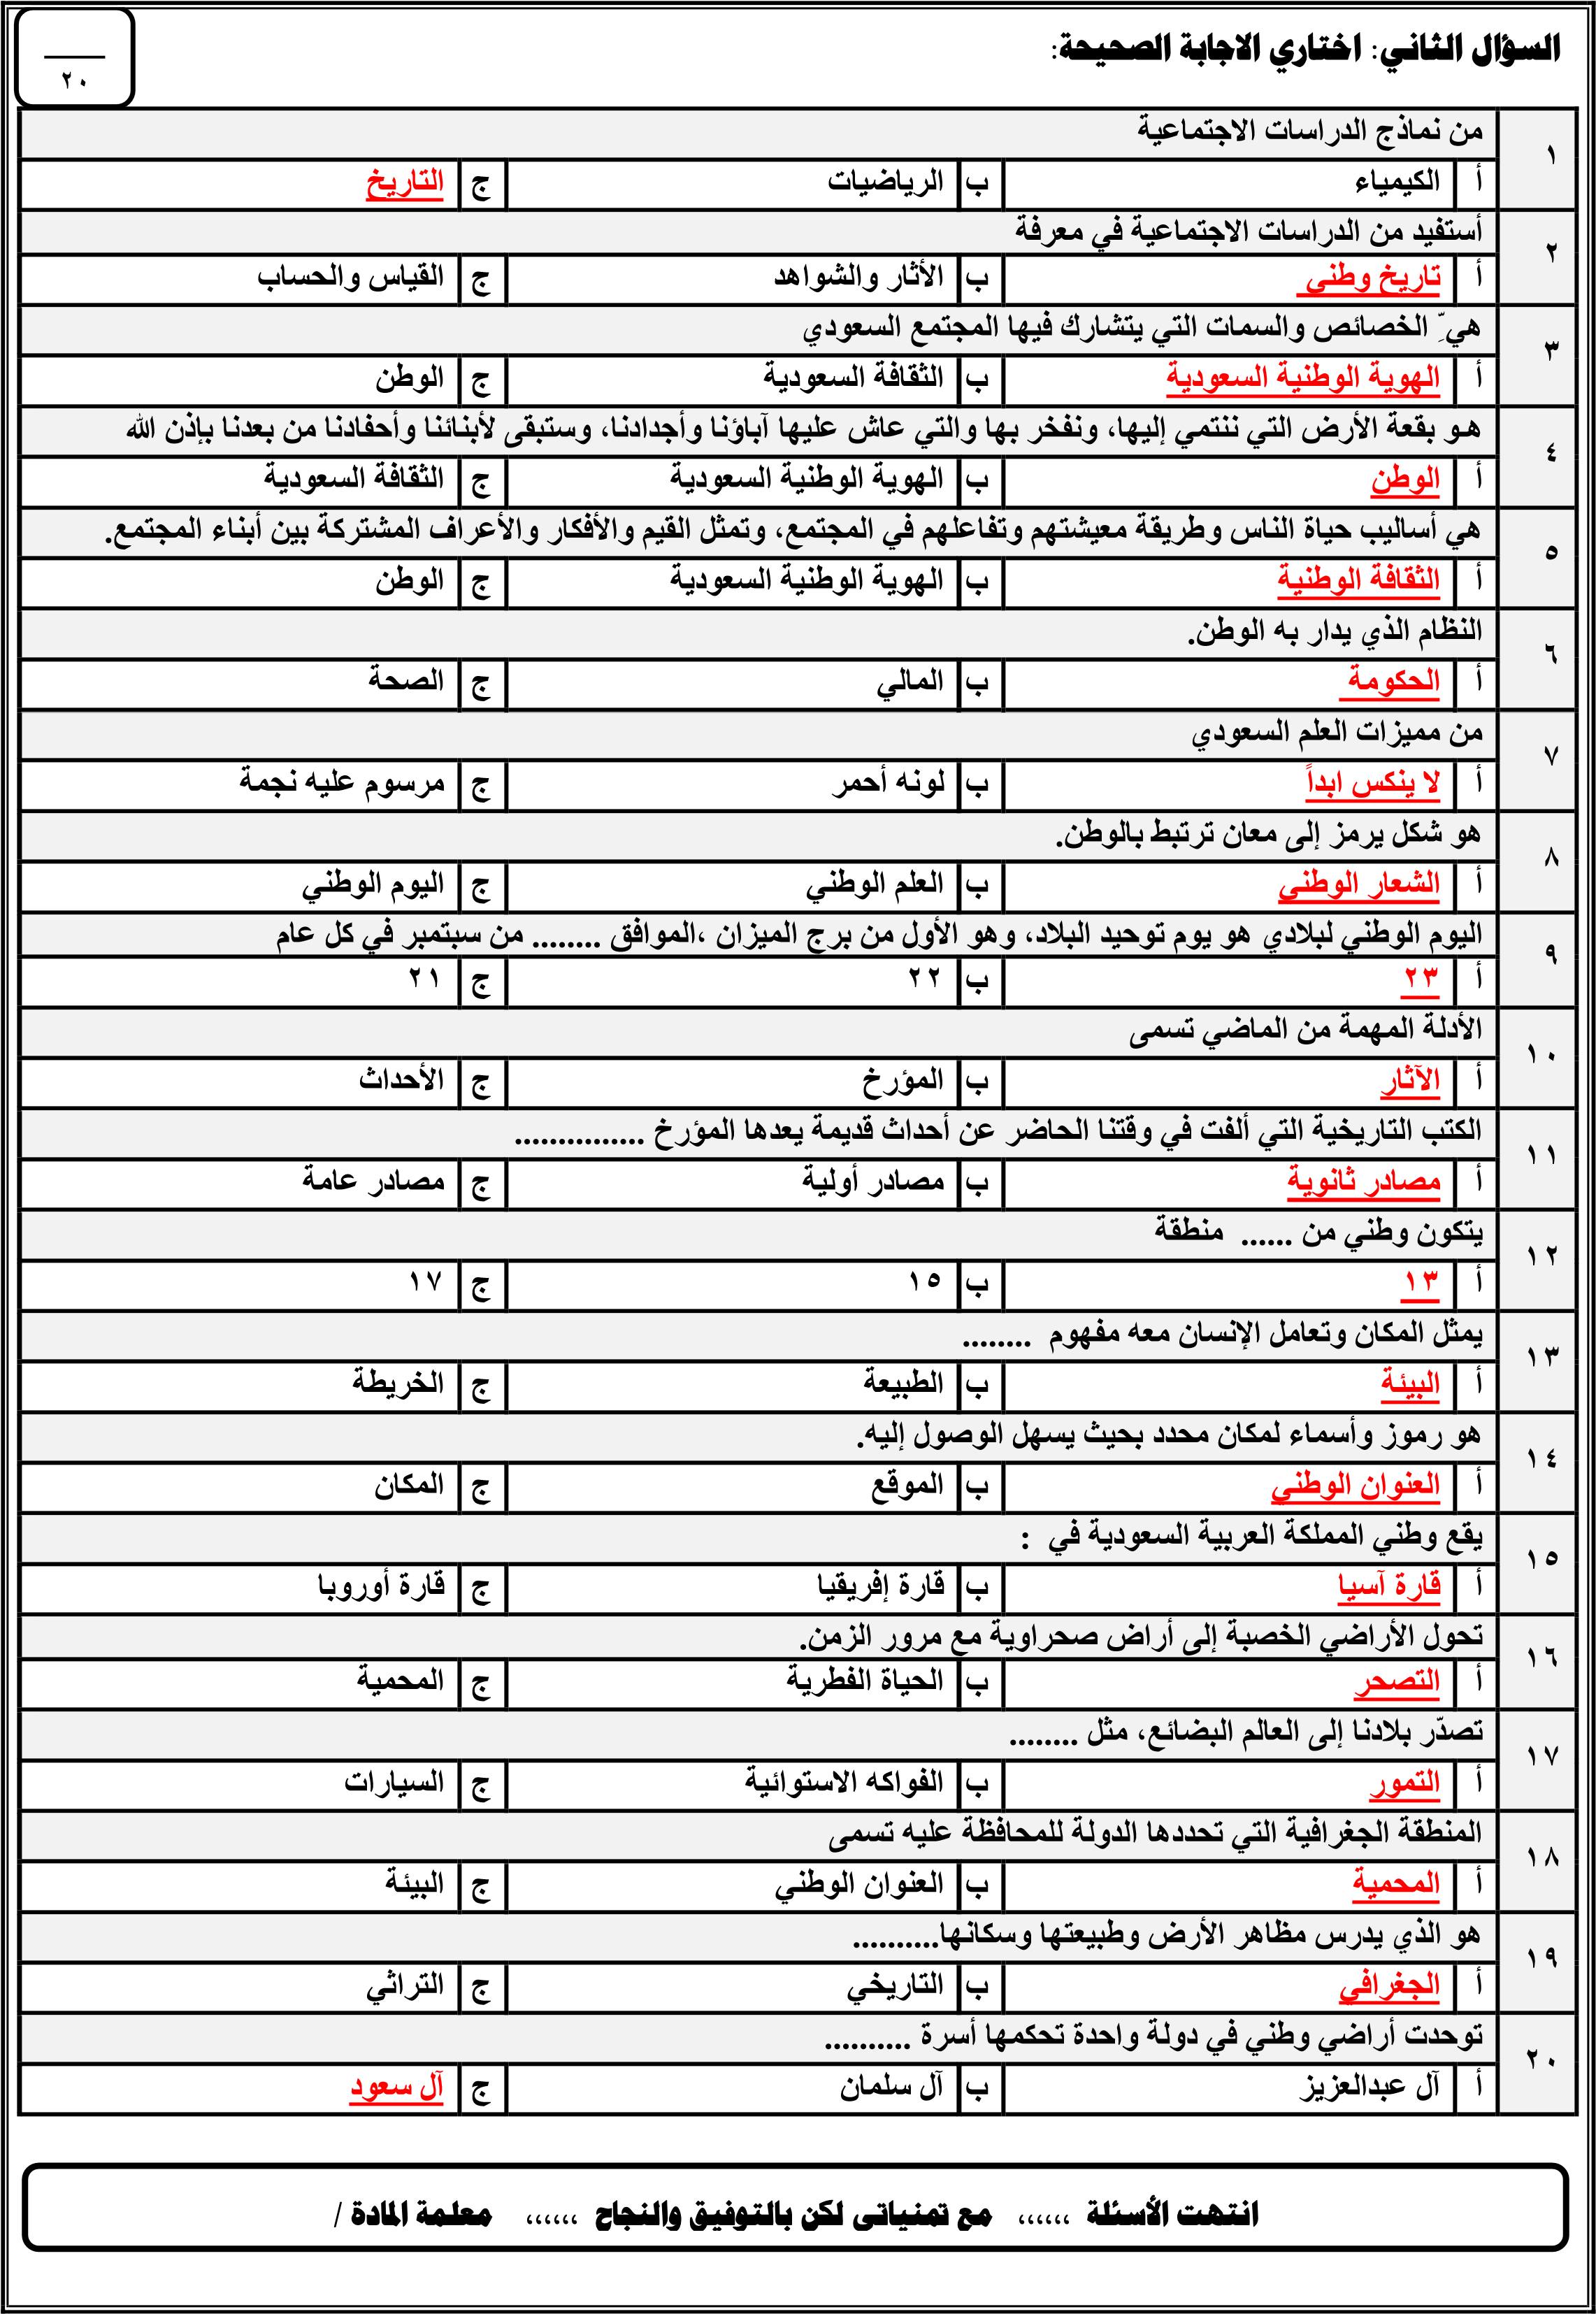 السؤال الثاني: اختاري الاجابة الصحيحة:
٢٠
١ من نماذج الدراسات الاجتماعية
أ الكيمياء ب الرياضيات ج التاريخ
٢ أستفيد من الدراسات الاجتماعية في معرفة
أ تاريخ وطني ب الأثار والشواهد ج القياس والحساب
٣ هيِّ الخصائص والسمات التي يتشارك فيها المجتمع السعودي
أ الهوية الوطنية السعودية ب الثقافة السعودية ج الوطن
٤ هـو بقعة الأرض التي ننتمي إليها، ونفخر بها والتي عاش عليها آباؤنا وأجدادنا، وستبقى لأبنائنا وأحفادنا من بعدنا بإذن الله
أ الوطن ب الهوية الوطنية السعودية ج الثقافة السعودية
٥ هي أساليب حياة الناس وطريقة معيشتهم وتفاعلهم في المجتمع، وتمثل القيم والأفكار والأعراف المشتركة بين أبناء المجتمع.
أ الثقافة الوطنية ب الهوية الوطنية السعودية ج الوطن
٦ النظام الذي يدار به الوطن.
أ الحكومة ب المالي ج الصحة
٧ من مميزات العلم السعودي
أ لا ينكس ابداً ب لونه أحمر ج مرسوم عليه نجمة
٨ هو شكل يرمز إلى معان ترتبط بالوطن.
أ الشعار الوطني ب العلم الوطني ج اليوم الوطني
٩ اليوم الوطني لبلادي هو يوم توحيد البلاد، وهو الأول من برج الميزان ،الموافق ........ من سبتمبر في كل عام
أ ٢٣ ب ٢٢ ج ٢١
١٠ الأدلة المهمة من الماضي تسمى
أ الآثار ب المؤرخ ج الأحداث
١١ الكتب التاريخية التي ألفت في وقتنا الحاضر عن أحداث قديمة يعدها المؤرخ ...............
أ مصادر ثانوية ب مصادر أولية ج مصادر عامة
١٢ يتكون وطني من ...... منطقة
أ ١٣ ب ١٥ ج ١٧
١٣ يمثل المكان وتعامل الإنسان معه مفهوم ........
أ البيئة ب الطبيعة ج الخريطة
١٤ هو رموز وأسماء لمكان محدد بحيث يسهل الوصول إليه.
أ العنوان الوطني ب الموقع ج المكان
١٥ يقع وطني المملكة العربية السعودية في :
أ قارة آسيا ب قارة إفريقيا ج قارة أوروبا
١٦ تحول الأراضي الخصبة إلى أراض صحراوية مع مرور الزمن.
أ التصحر ب الحياة الفطرية ج المحمية
١٧ تصدّر بلادنا إلى العالم البضائع، مثل ........
أ التمور ب الفواكه الاستوائية ج السيارات
١٨ المنطقة الجغرافية التي تحددها الدولة للمحافظة عليه تسمى
أ المحمية ب العنوان الوطني ج البيئة
١٩ هو الذي يدرس مظاهر الأرض وطبيعتها وسكانها..........
أ الجغرافي ب التاريخي ج التراثي
٢٠ توحدت أراضي وطني في دولة واحدة تحكمها أسرة ..........
أ آل عبدالعزيز ب آل سلمان ج آل سعود
انتهت الأسئلة ،،،،،، مع تمنياتي لكن بالتوفيق والنجاح ،،،،،، معلمة المادة /